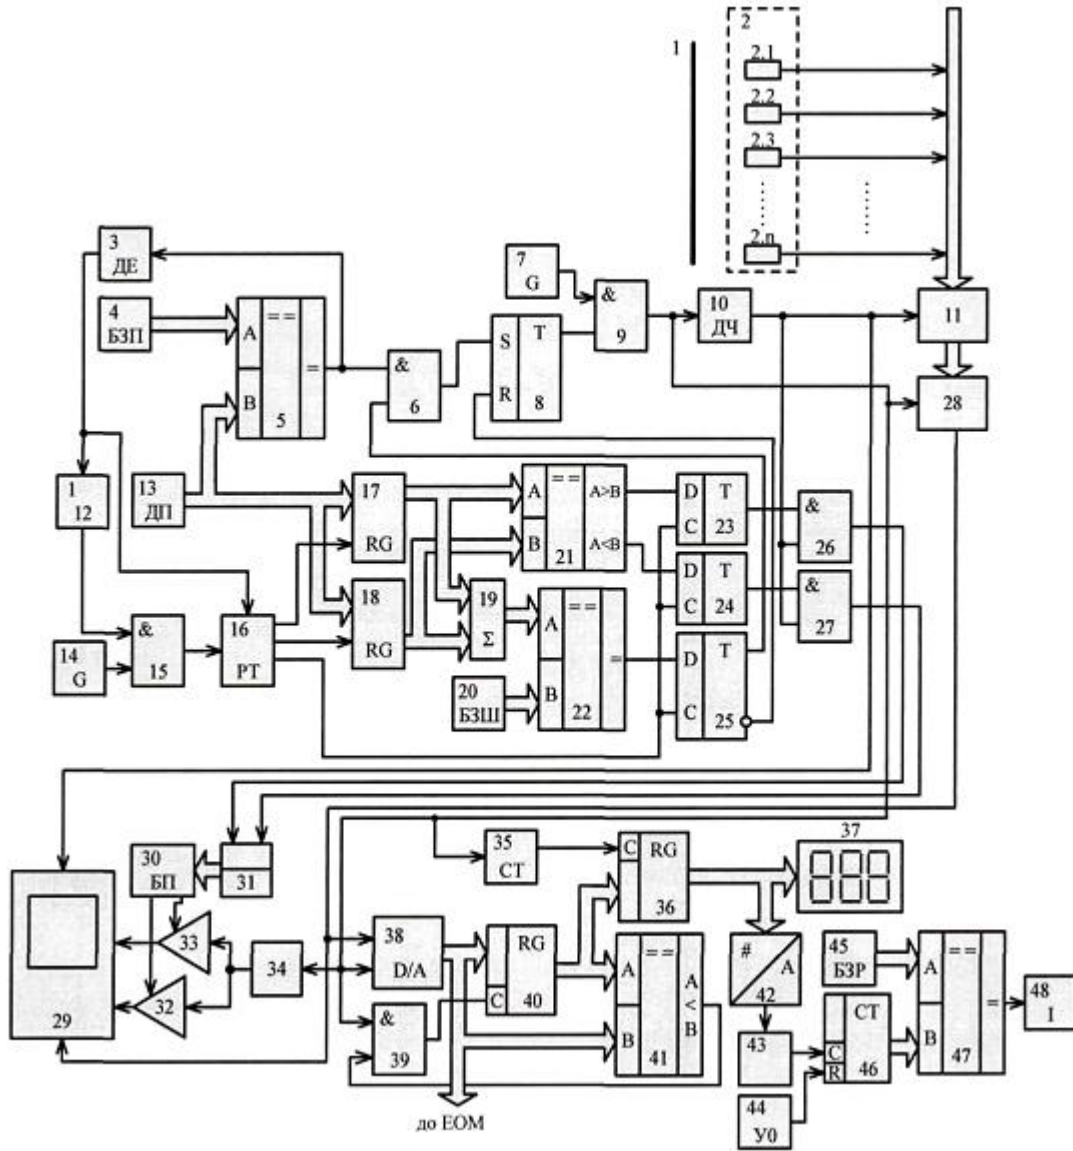 1
2
2.1
2.2
2.3
2.n
3
ДЕ
4
БЗП
A
B
==
=
5
&
6
7
G
S
R
T
8
&
9
10
ДЧ
11
28
1
12
13
ДП
14
G
&
15
16
РТ
17
RG
18
RG
19
Σ
20
БЗШ
A
B
==
21
A>B
A<B
A
B
==
=
22
D
C
T
23
D
C
T
24
D
C
T
25
&
26
&
27
29
30
БП
31
33
32
34
35
СТ
C
RG
36
37
38
D/A
&
39
RG
C
40
A
B
==
41
A
<
B
#
A
42
43
44
У0
45
БЗР
СТ
C
R
46
A
B
==
=
47
48
I
до ЕОМ